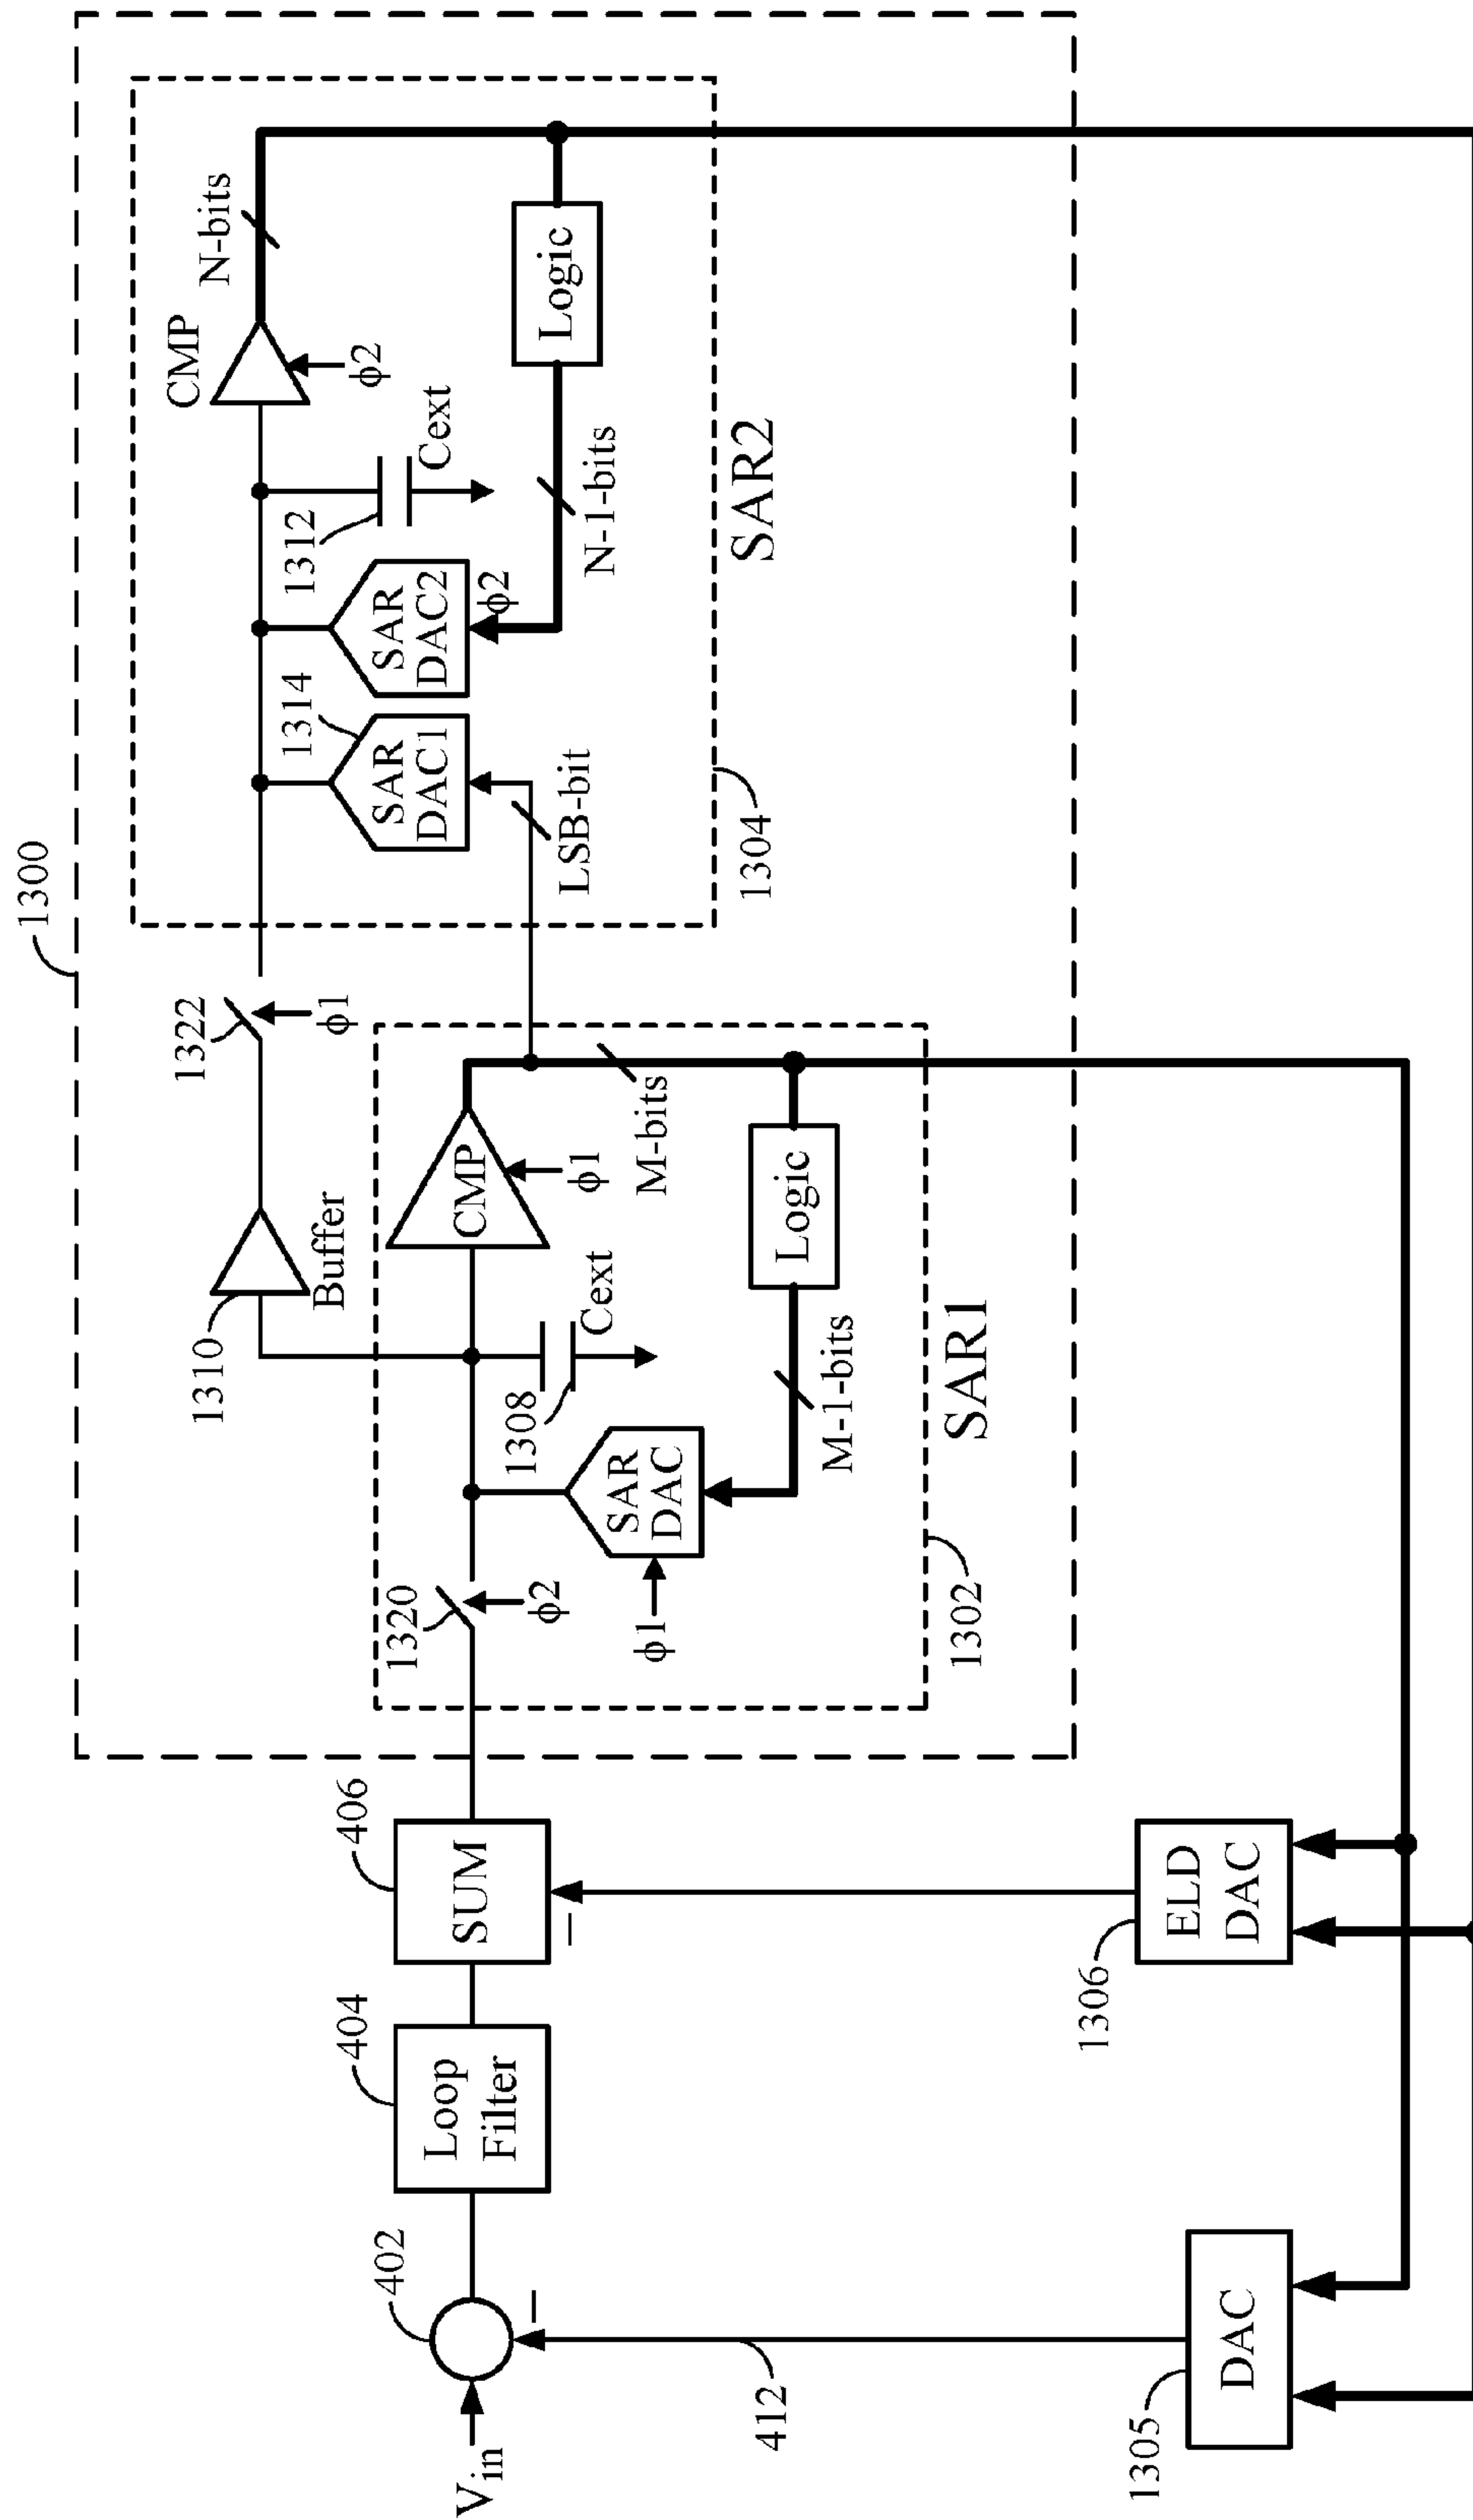 1300
1322
ϕ1
1310
Buffer
1314
1312
SAR
DAC1
SAR
DAC2
ϕ2
LSB-bit
Cext
CMP
ϕ2
N-bits
Logic
N-1-bits
SAR2
1304
Vin
402
404
Loop
Filter
406
SUM
–
–
1320
ϕ2
ϕ1
SAR
DAC
1308
Cext
CMP
ϕ1
M-bits
Logic
M-1-bits
SAR1
1302
412
1305
DAC
1306
ELD
DAC